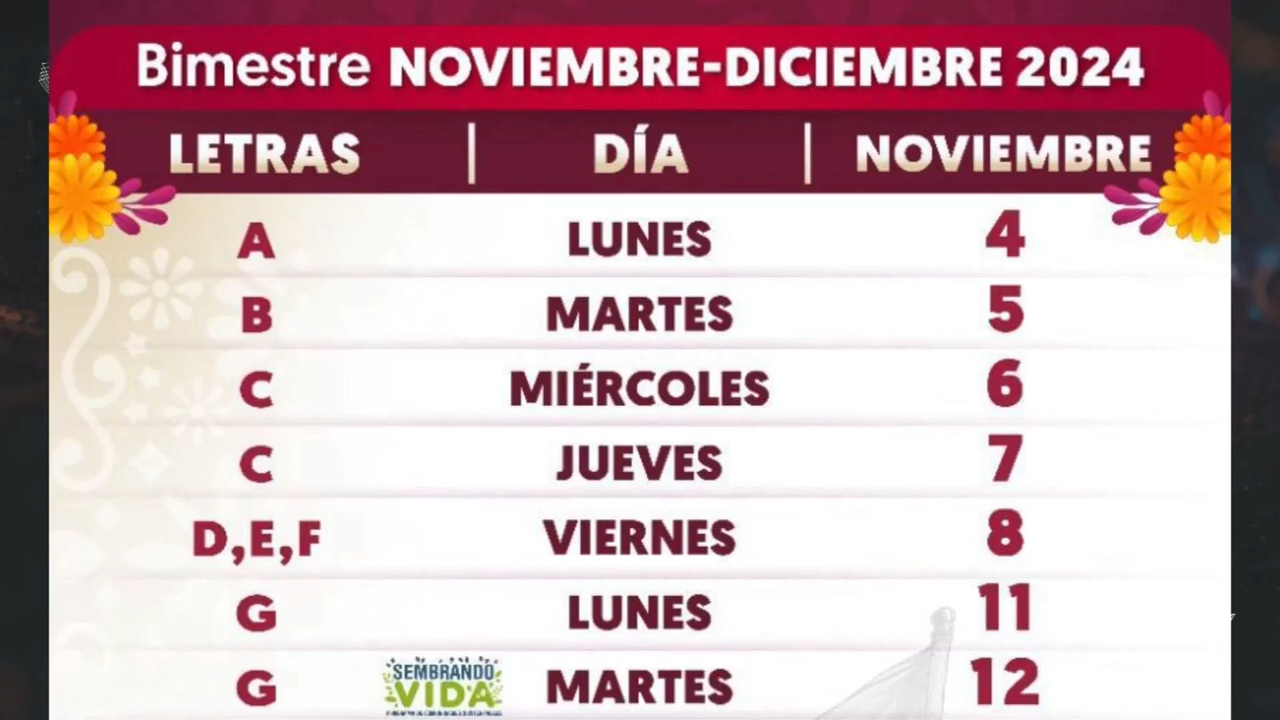 Bimestre NOVIEMBRE-DICIEMBRE 2024
LETRAS | DÍA | NOVIEMBRE
A LUNES 4
B MARTES 5
C MIÉRCOLES 6
C JUEVES 7
D,E,F VIERNES 8
G LUNES 11
G SEMBRANDO VIDA MARTES 12